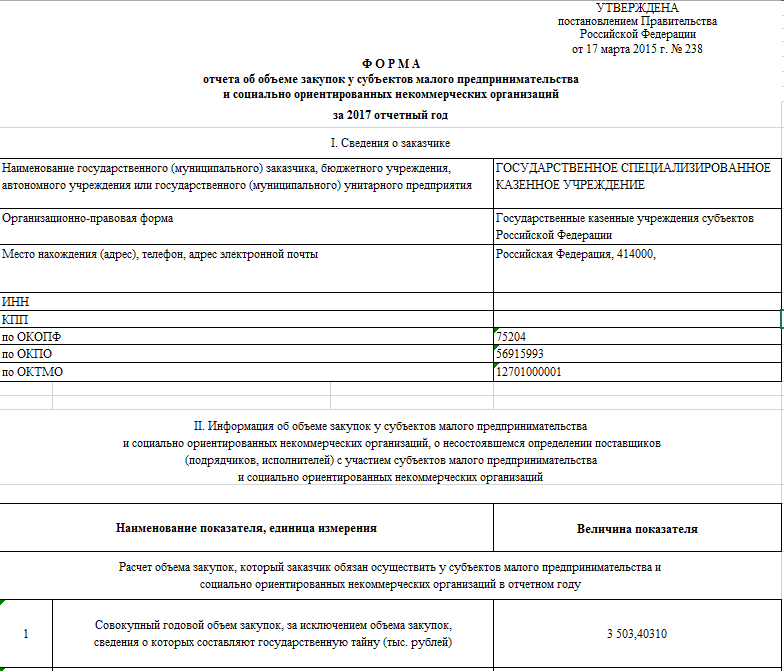 УТВЕРЖДЕНА
постановлением Правительства
Российской Федерации
от 17 марта 2015 г. № 238
Ф О Р М А
отчета об объеме закупок у субъектов малого предпринимательства
и социально ориентированных некоммерческих организаций
за 2017 отчетный год
I. Сведения о заказчике
Наименование государственного (муниципального) заказчика, бюджетного учреждения,
автономного учреждения или государственного (муниципального) унитарного предприятия
ГОСУДАРСТВЕННОЕ СПЕЦИАЛИЗИРОВАННОЕ
КАЗЕННОЕ УЧРЕЖДЕНИЕ
Организационно-правовая форма
Государственные казенные учреждения субъектов
Российской Федерации
Место нахождения (адрес), телефон, адрес электронной почты
Российская Федерация, 414000,
ИНН
КПП
по ОКОПФ
75204
по ОКПО
56915993
по ОКТМО
12701000001
II. Информация об объеме закупок у субъектов малого предпринимательства
и социально ориентированных некоммерческих организаций, о несостоявшемся определении поставщиков
(подрядчиков, исполнителей) с участием субъектов малого предпринимательства
и социально ориентированных некоммерческих организаций
Наименование показателя, единица измерения
Величина показателя
Расчет объема закупок, который заказчик обязан осуществить у субъектов малого предпринимательства и
социально ориентированных некоммерческих организаций в отчетном году
1
Совокупный годовой объем закупок, за исключением объема закупок,
сведения о которых составляют государственную тайну (тыс. рублей)
3 503,40310